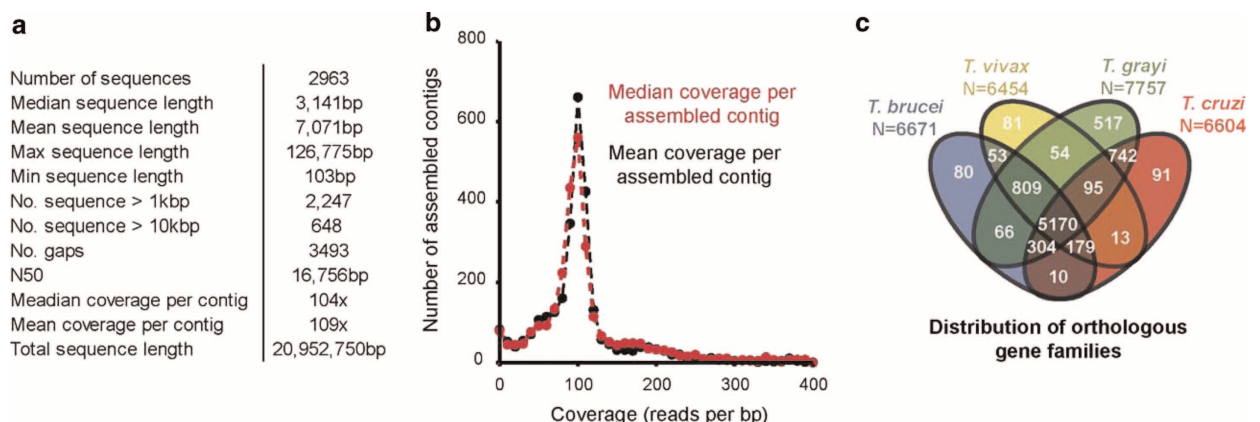 a
Number of sequences 2963
Median sequence length 3,141bp
Mean sequence length 7,071bp
Max sequence length 126,775bp
Min sequence length 103bp
No. sequence > 1kbp 2,247
No. sequence > 10kbp 648
No. gaps 3493
N50 16,756bp
Meadian coverage per contig 104x
Mean coverage per contig 109x
Total sequence length 20,952,750bp
b
Number of assembled contigs
800
600
400
200
0
Median coverage per
assembled contig
Mean coverage per
assembled contig
0 100 200 300 400
Coverage (reads per bp)
c
T. vivax
N=6454
T. grayi
N=7757
T. brucei
N=6671
T. cruzi
N=6604
81 517
80 53 54 742 91
809 95
5170
66 304 179 13
10
Distribution of orthologous
gene families